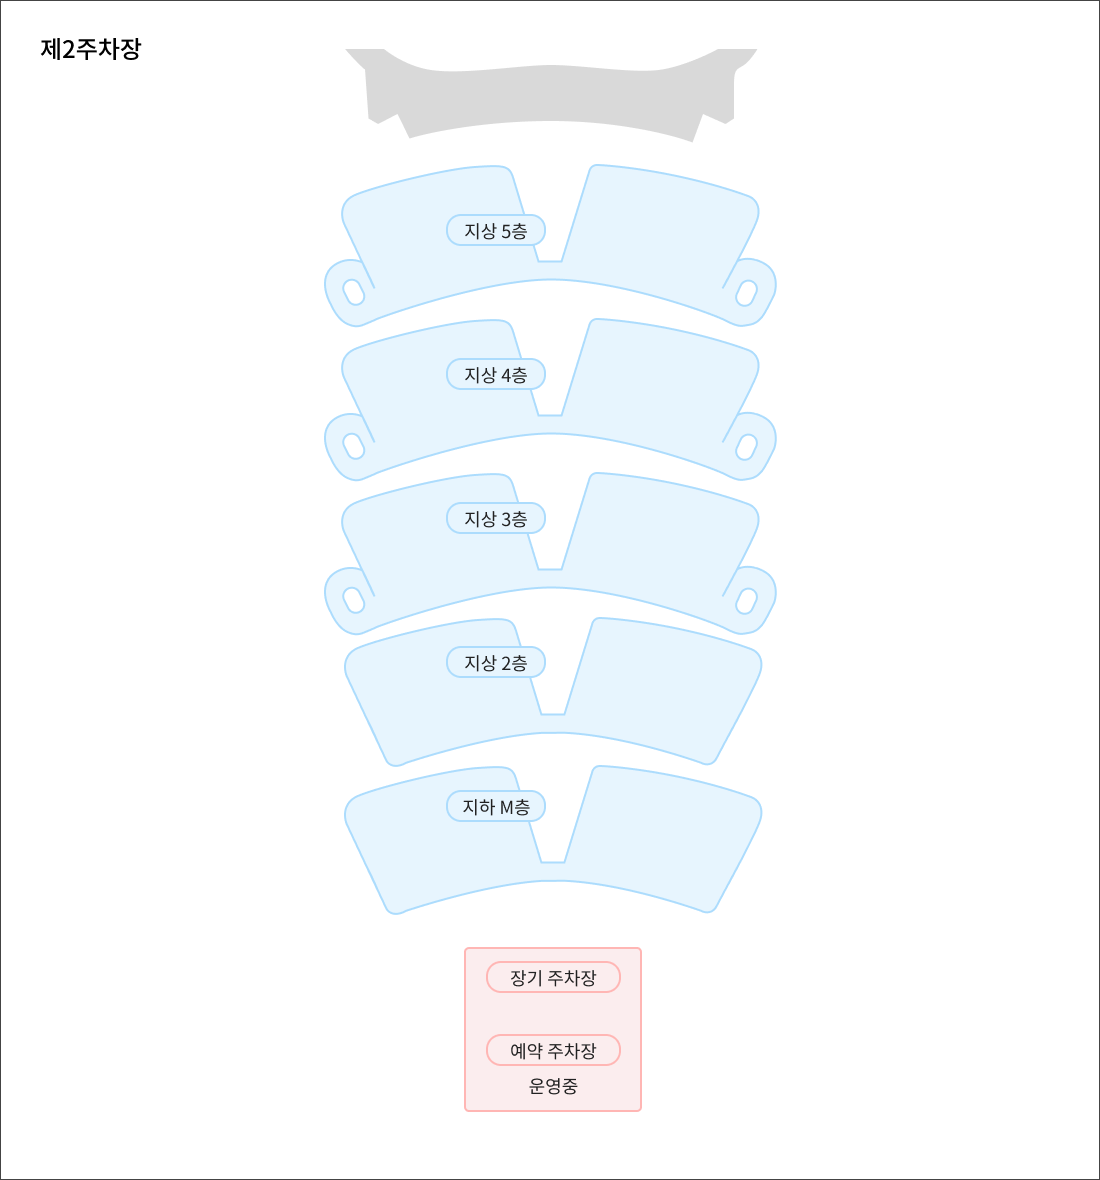 제2주차장
지상 5층
지상 4층
지상 3층
지상 2층
지하 M층
장기 주차장
예약 주차장
운영중